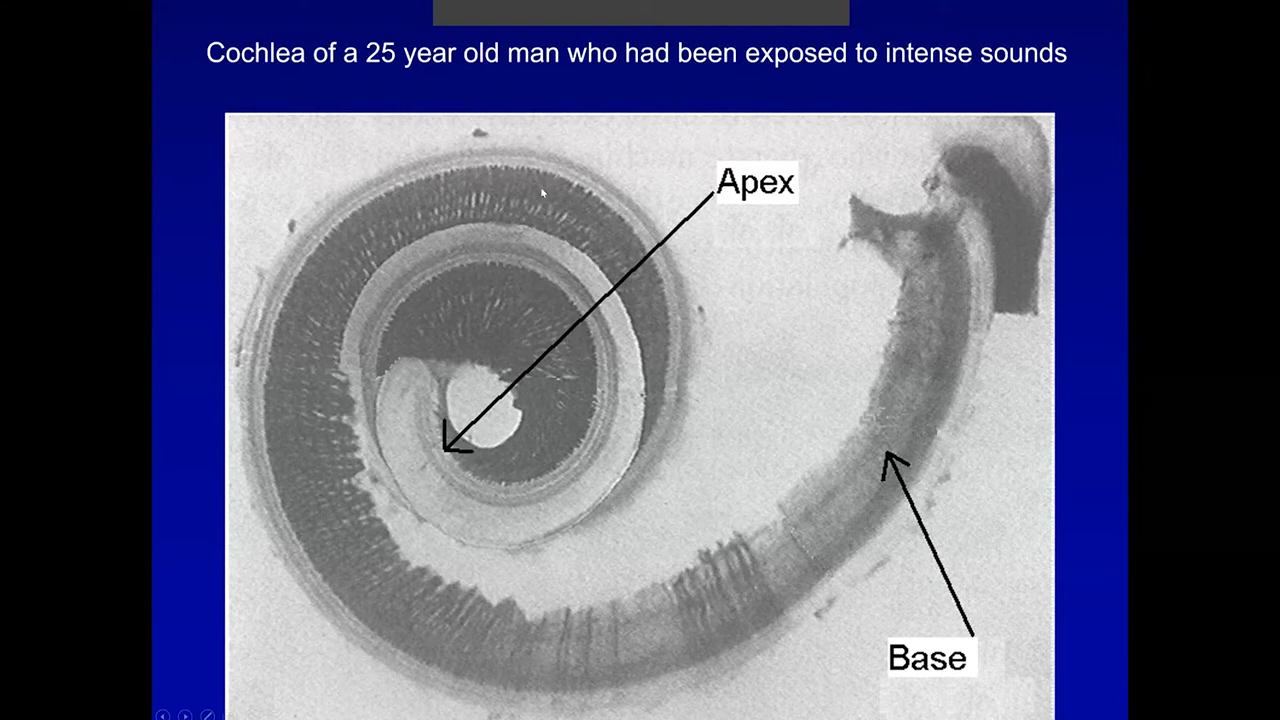 Cochlea of a 25 year old man who had been exposed to intense sounds
Apex
Base